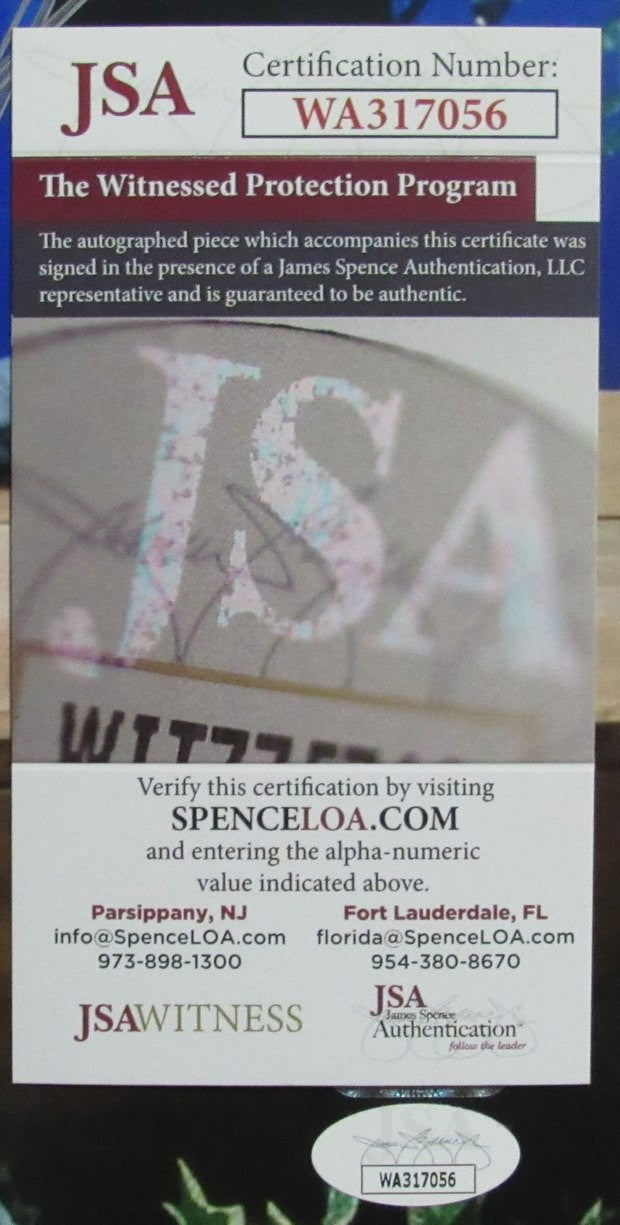 JSA
Certification Number:
WA317056
The Witnessed Protection Program
The autographed piece which accompanies this certificate was
signed in the presence of a James Spence Authentication, LLC
representative and is guaranteed to be authentic.
JSA
Verify this certification by visiting
SPENCELOA.COM
and entering the alpha-numeric
value indicated above.
Parsippany, NJ
info@SpenceLOA.com
973-898-1300
Fort Lauderdale, FL
florida@SpenceLOA.com
954-380-8670
JSAWITNESS
JSA
James Spence
Authentication
follow the leader
WA317056